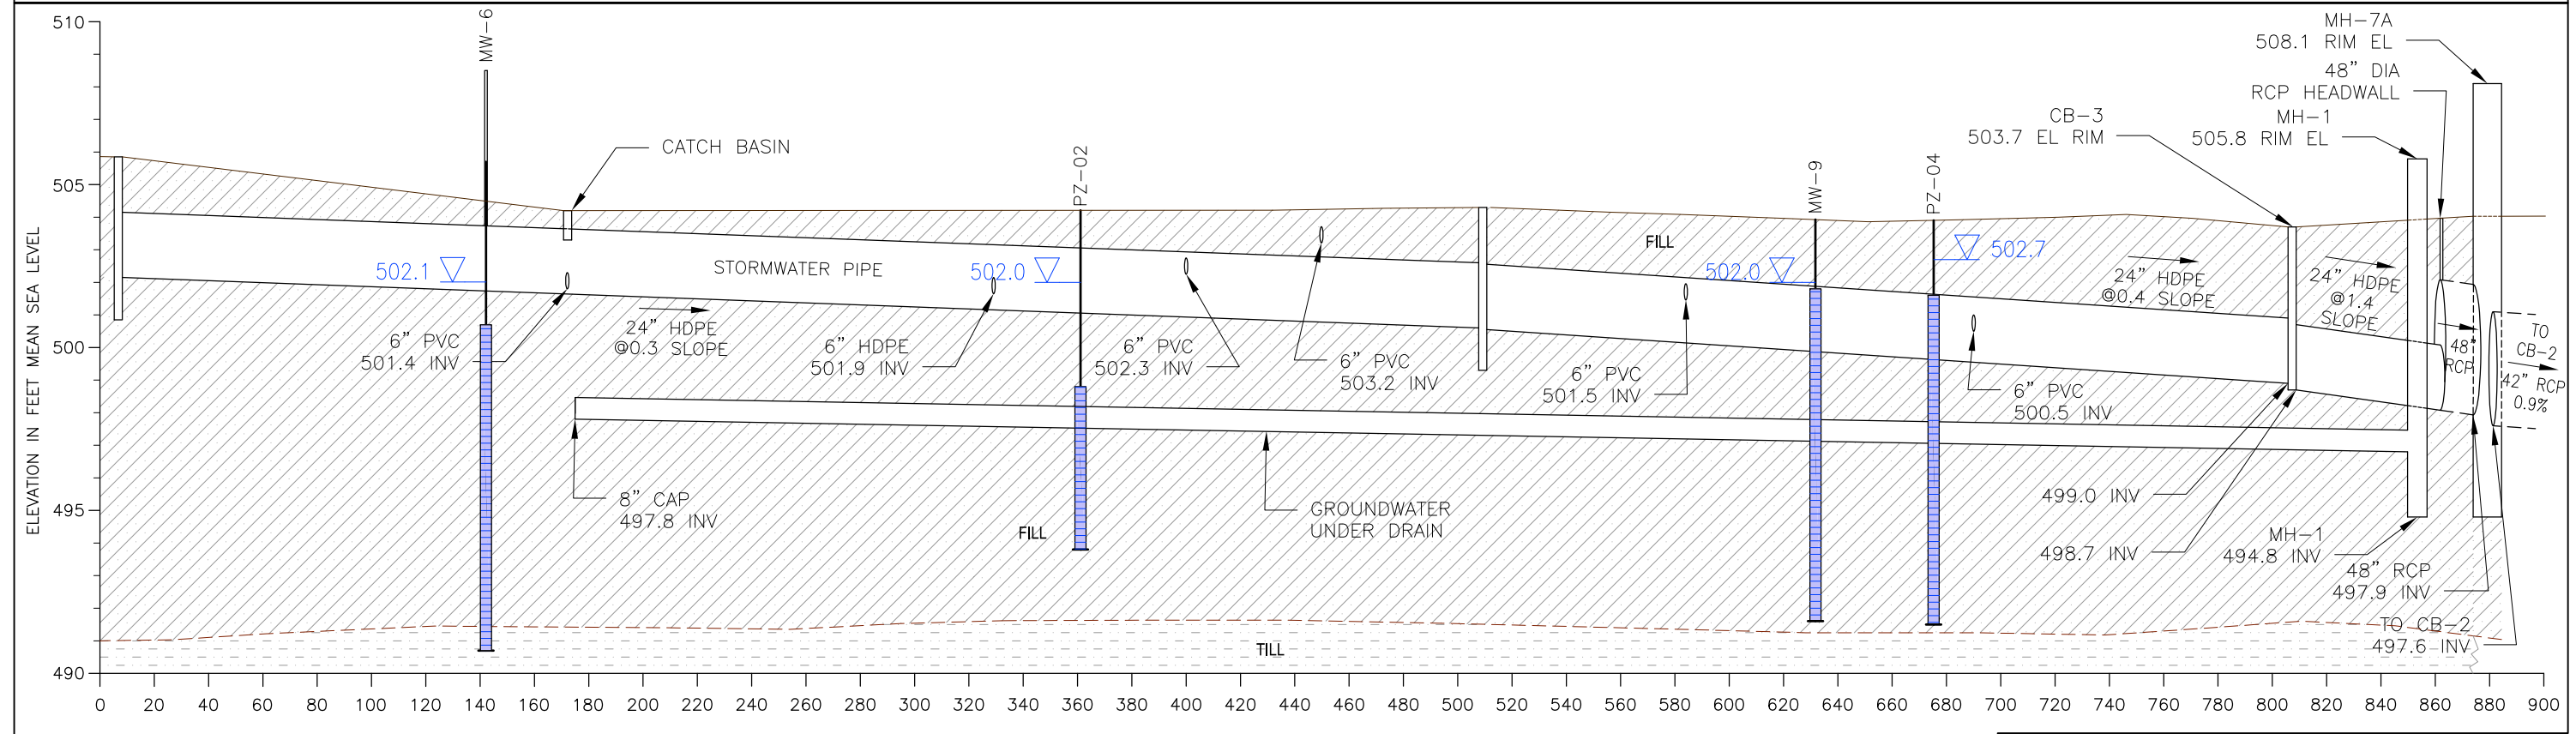 510
505
500
495
490
ELEVATION IN FEET MEAN SEA LEVEL
MW-6
CATCH BASIN
502.1
STORMWATER PIPE
6" PVC
501.4 INV
24" HDPE
@0.3 SLOPE
8" CAP
497.8 INV
6" HDPE
501.9 INV
PZ-02
502.0
6" PVC
502.3 INV
6" PVC
503.2 INV
GROUNDWATER
UNDER DRAIN
FILL
FILL
TILL
6" PVC
501.5 INV
MW-9
502.0
PZ-04
502.7
6" PVC
500.5 INV
CB-3
503.7 EL RIM
24" HDPE
@0.4 SLOPE
MH-7A
508.1 RIM EL
48" DIA
RCP HEADWALL
MH-1
505.8 RIM EL
24" HDPE
@1.4
SLOPE
48"
RCP
TO
CB-2
42" RCP
0.9%
499.0 INV
498.7 INV
MH-1
494.8 INV
48" RCP
497.9 INV
TO CB-2
497.6 INV
0 20 40 60 80 100 120 140 160 180 200 220 240 260 280 300 320 340 360 380 400 420 440 460 480 500 520 540 560 580 600 620 640 660 680 700 720 740 760 780 800 820 840 860 880 900